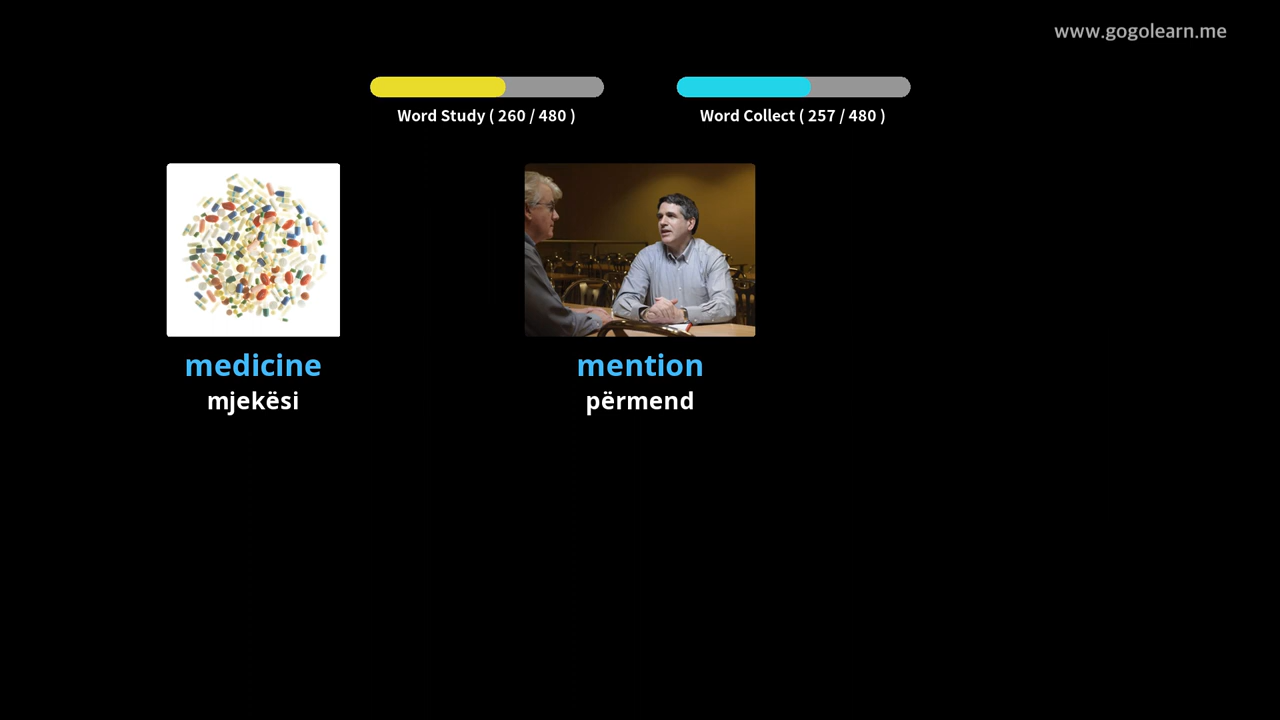 www.gogolearn.me
Word Study ( 260 / 480 )
Word Collect ( 257 / 480 )
medicine
mjekësi
mention
përmend